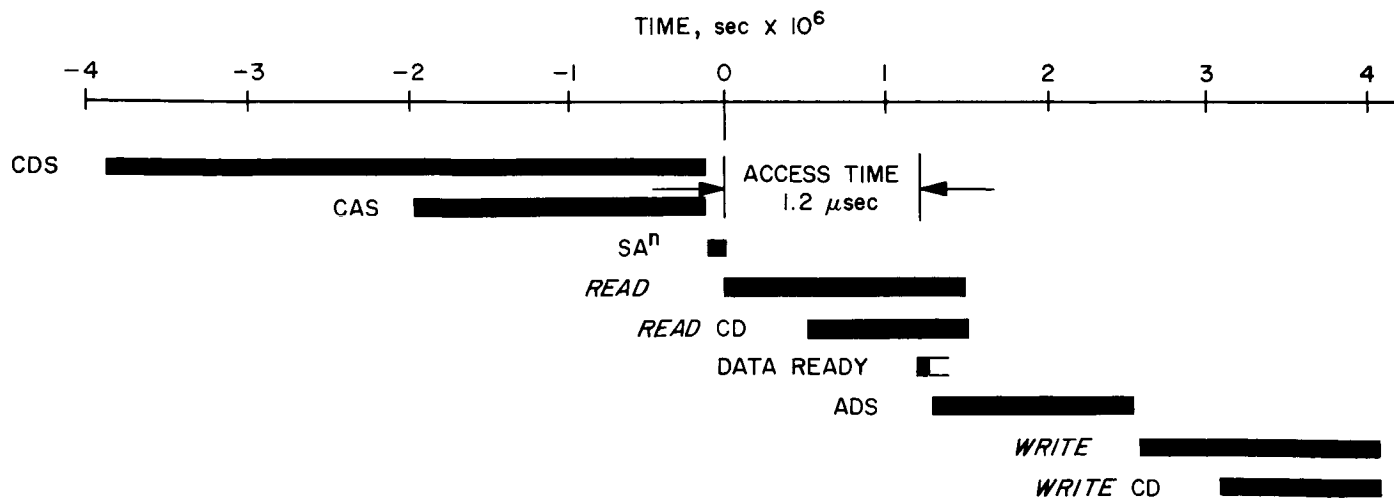 TIME, sec x 10⁶
-4 -3 -2 -1 0 1 2 3 4
CDS
ACCESS TIME
1.2 μsec
CAS
SAⁿ
READ
READ CD
DATA READY
ADS
WRITE
WRITE CD